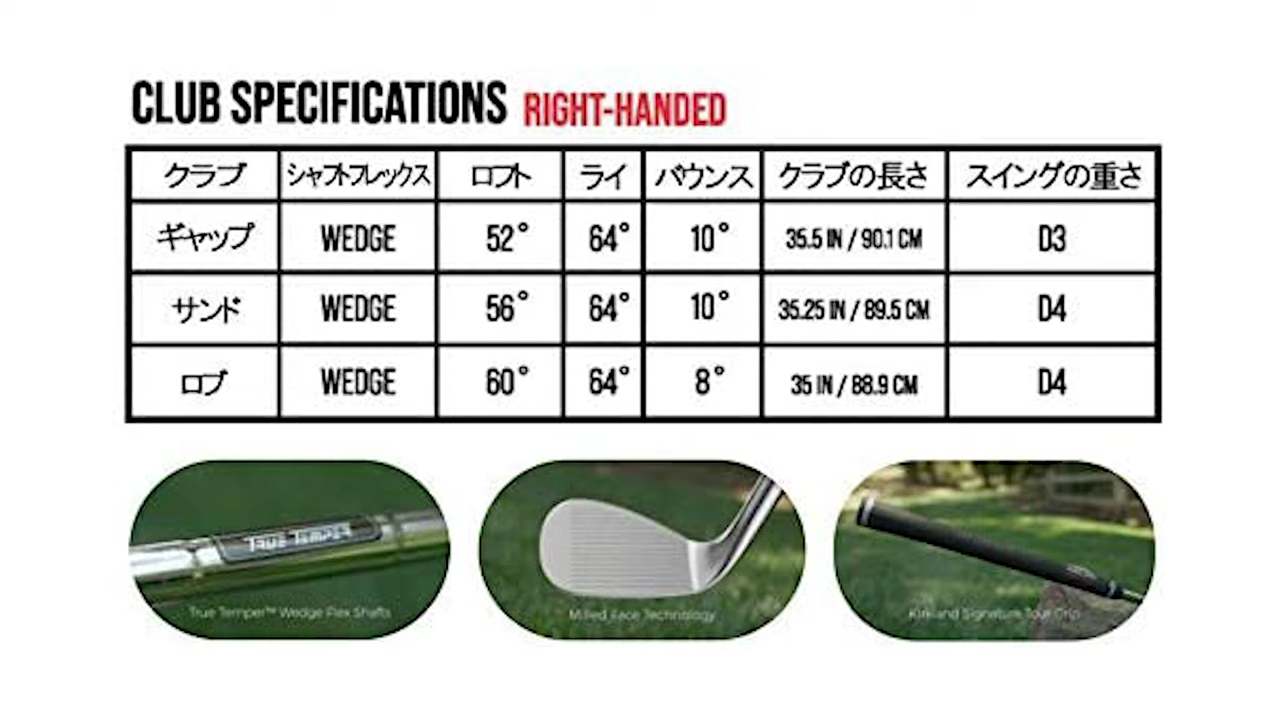 CLUB SPECIFICATIONS RIGHT-HANDED
クラブ シャフトフレックス ロフト ライ バウンス クラブの長さ スイングの重さ
ギャップ WEDGE 52° 64° 10° 35.5 IN / 90.1 CM D3
サンド WEDGE 56° 64° 10° 35.25 IN / 89.5 CM D4
ロブ WEDGE 60° 64° 8° 35 IN / 88.9 CM D4
TRUE TEMPER
True Temper™ Wedge Flex Shafts
Milled Face Technology
Kirkland Signature Tour Grip